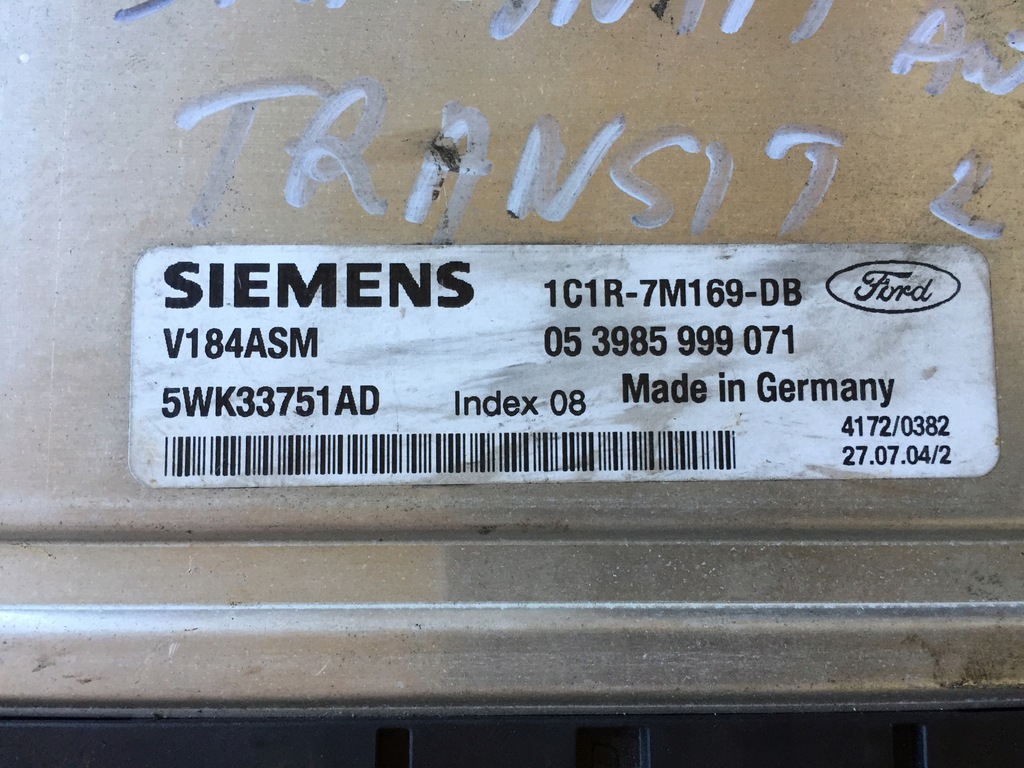 TRANSIT 2
SIEMENS 1C1R-7M169-DB Ford
V184ASM 05 3985 999 071
5WK33751AD Index 08 Made in Germany
4172/0382
27.07.04/2